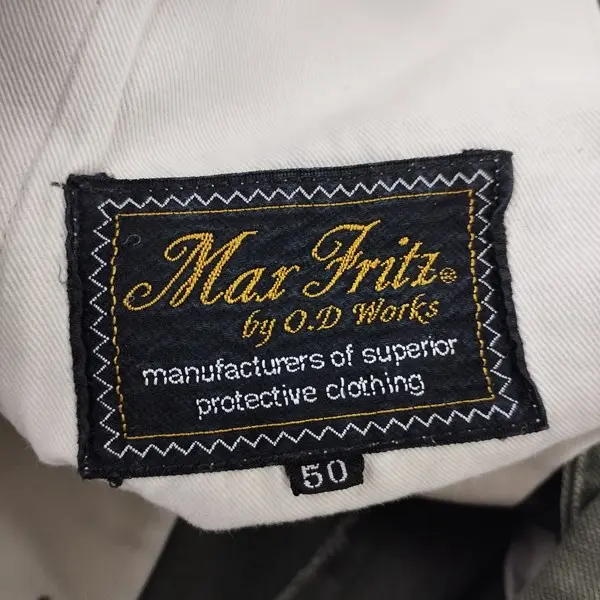 Max Fritz®
by O.D Works
manufacturers of superior
protective clothing
50